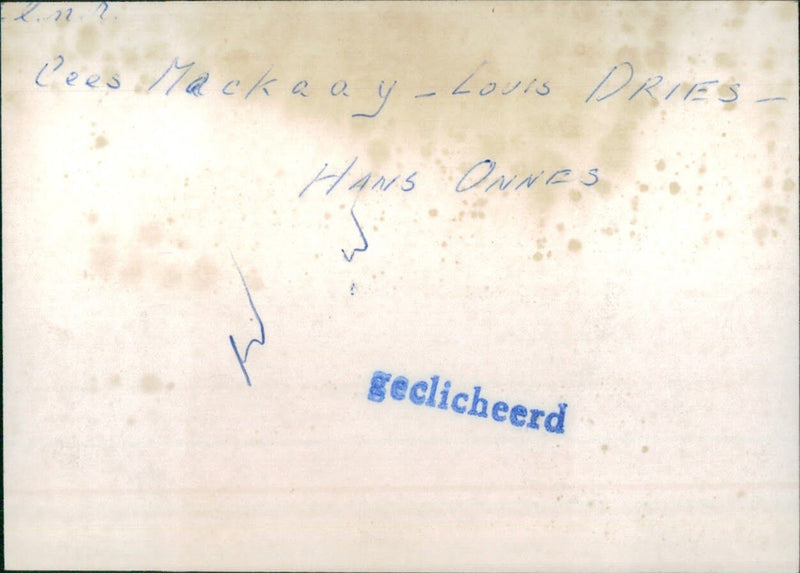 l.n.r.
Cees Mackaay - Louis DRIES -
HANS ONNES
geclicheerd